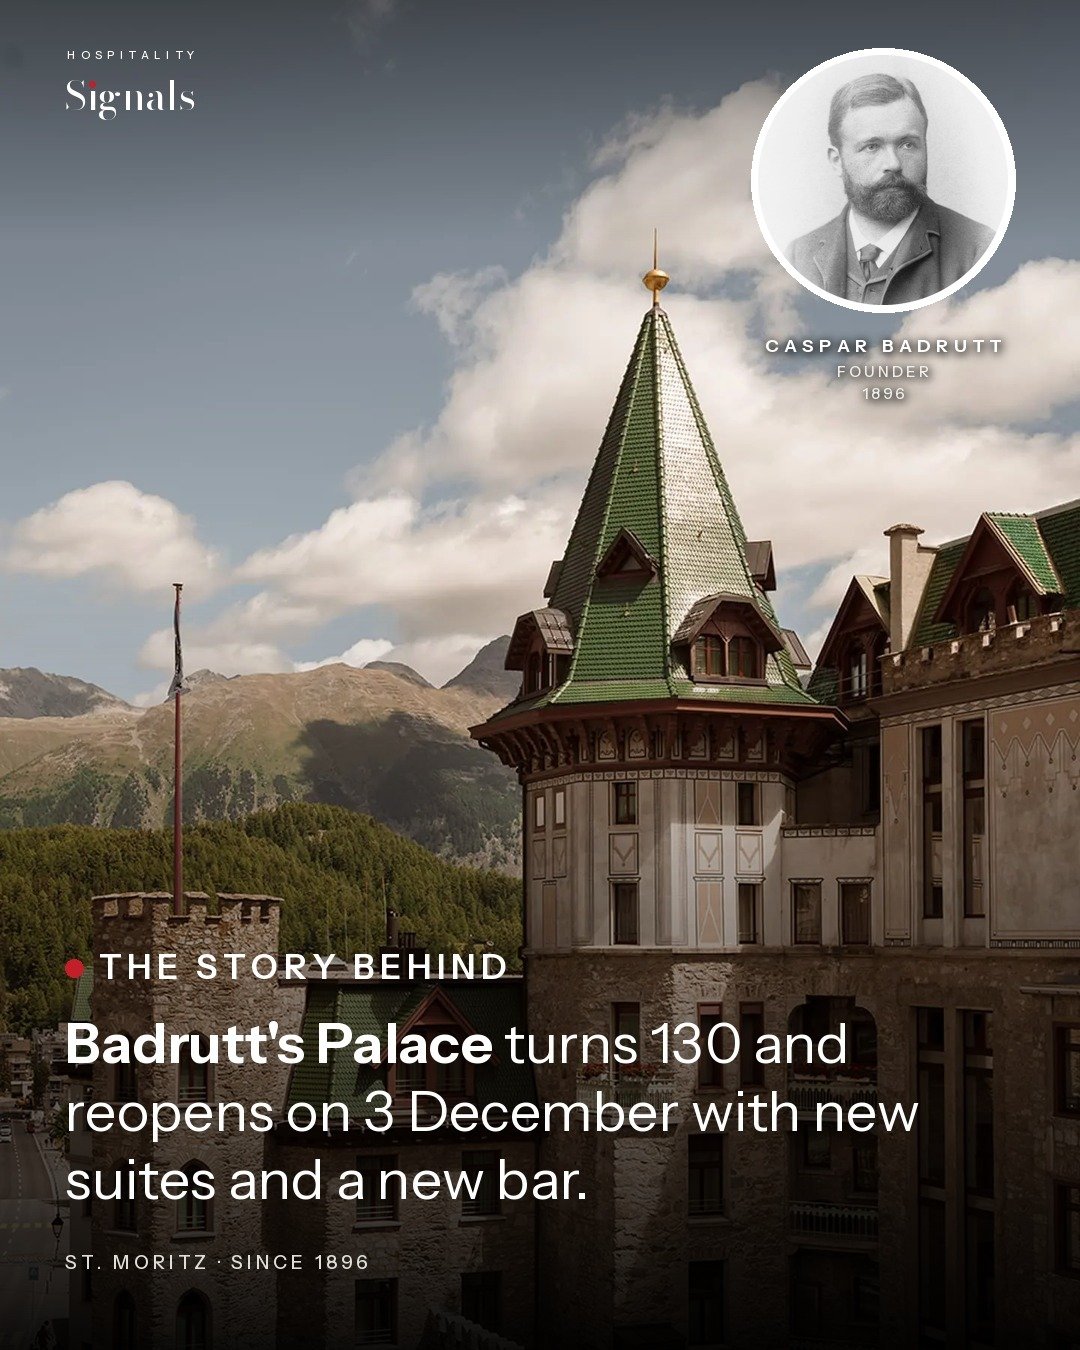 HOSPITALITY
Signals
CASPAR BADRUTT
FOUNDER
1896
THE STORY BEHIND
Badrutt's Palace turns 130 and
reopens on 3 December with new
suites and a new bar.
ST. MORITZ · SINCE 1896